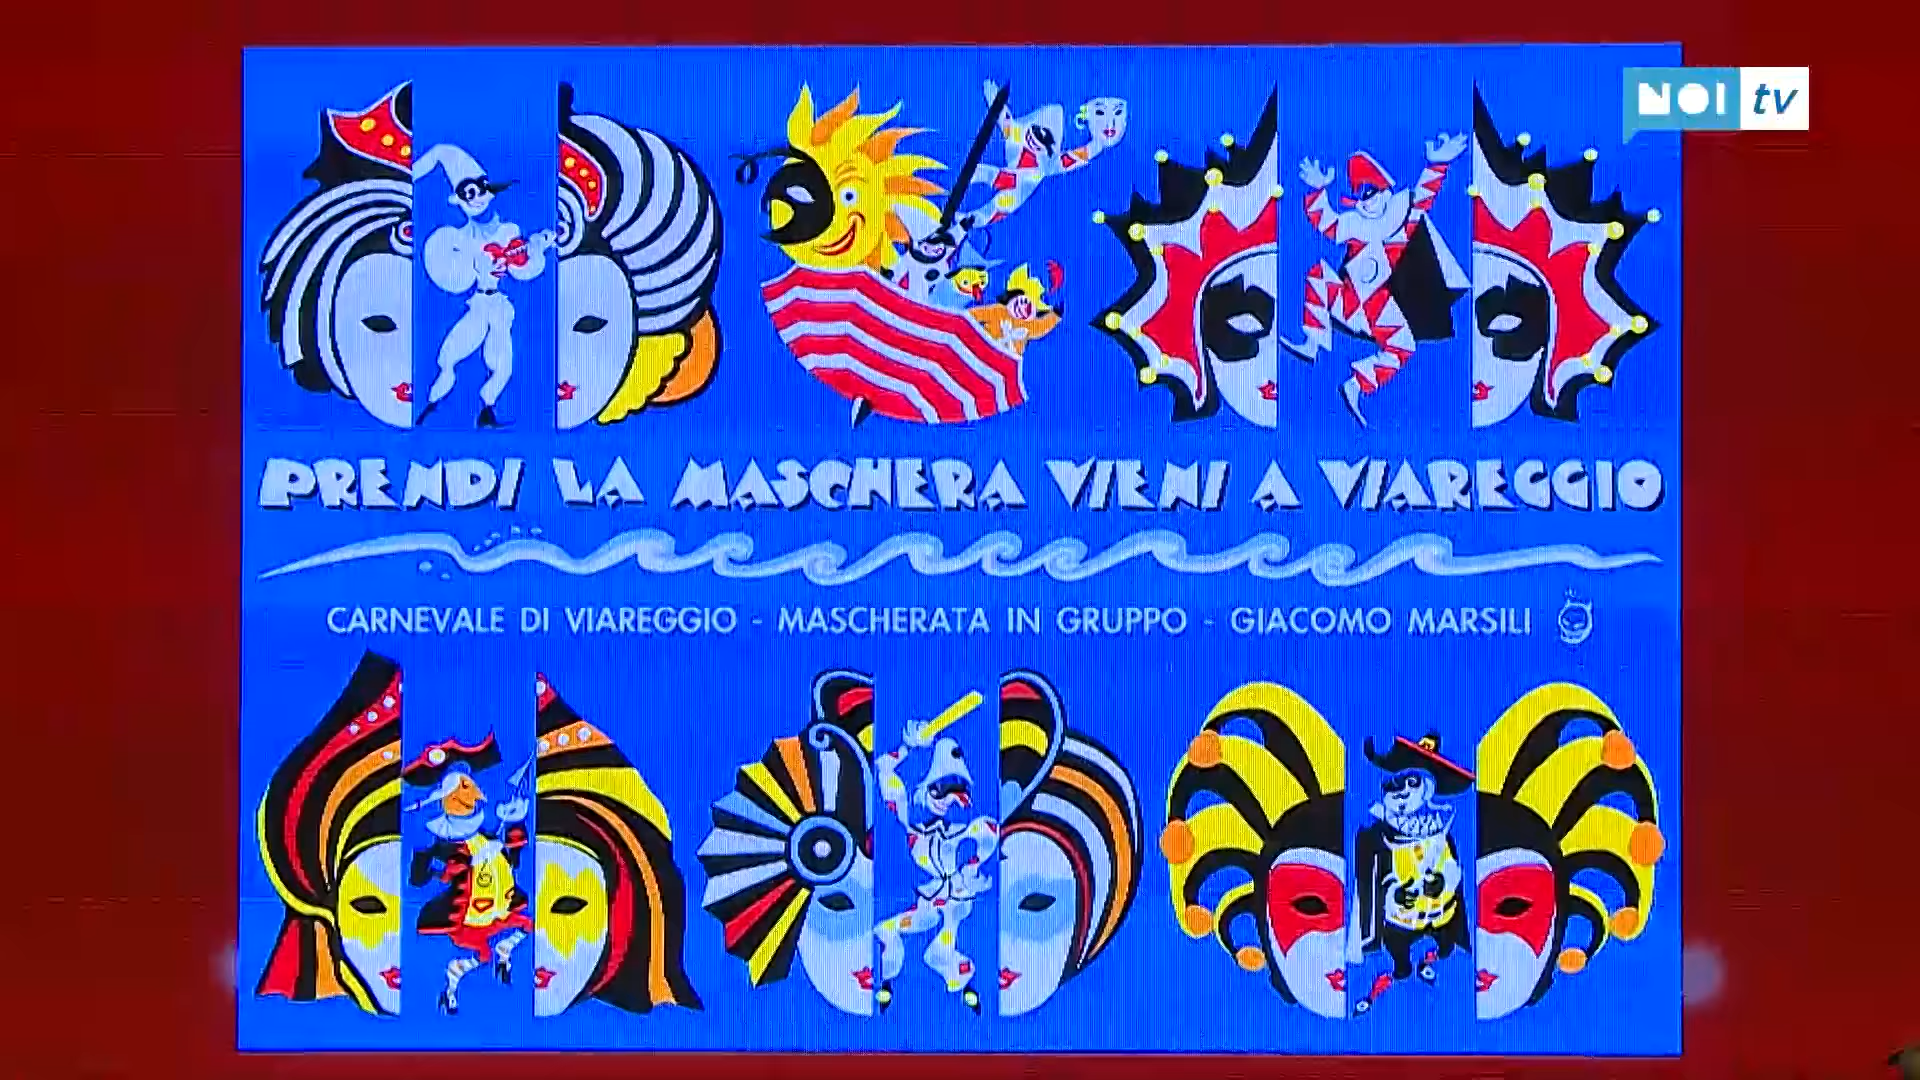 NOI tv
PRENDI LA MASCHERA VIENI A VIAREGGIO
CARNEVALE DI VIAREGGIO - MASCHERATA IN GRUPPO - GIACOMO MARSILI